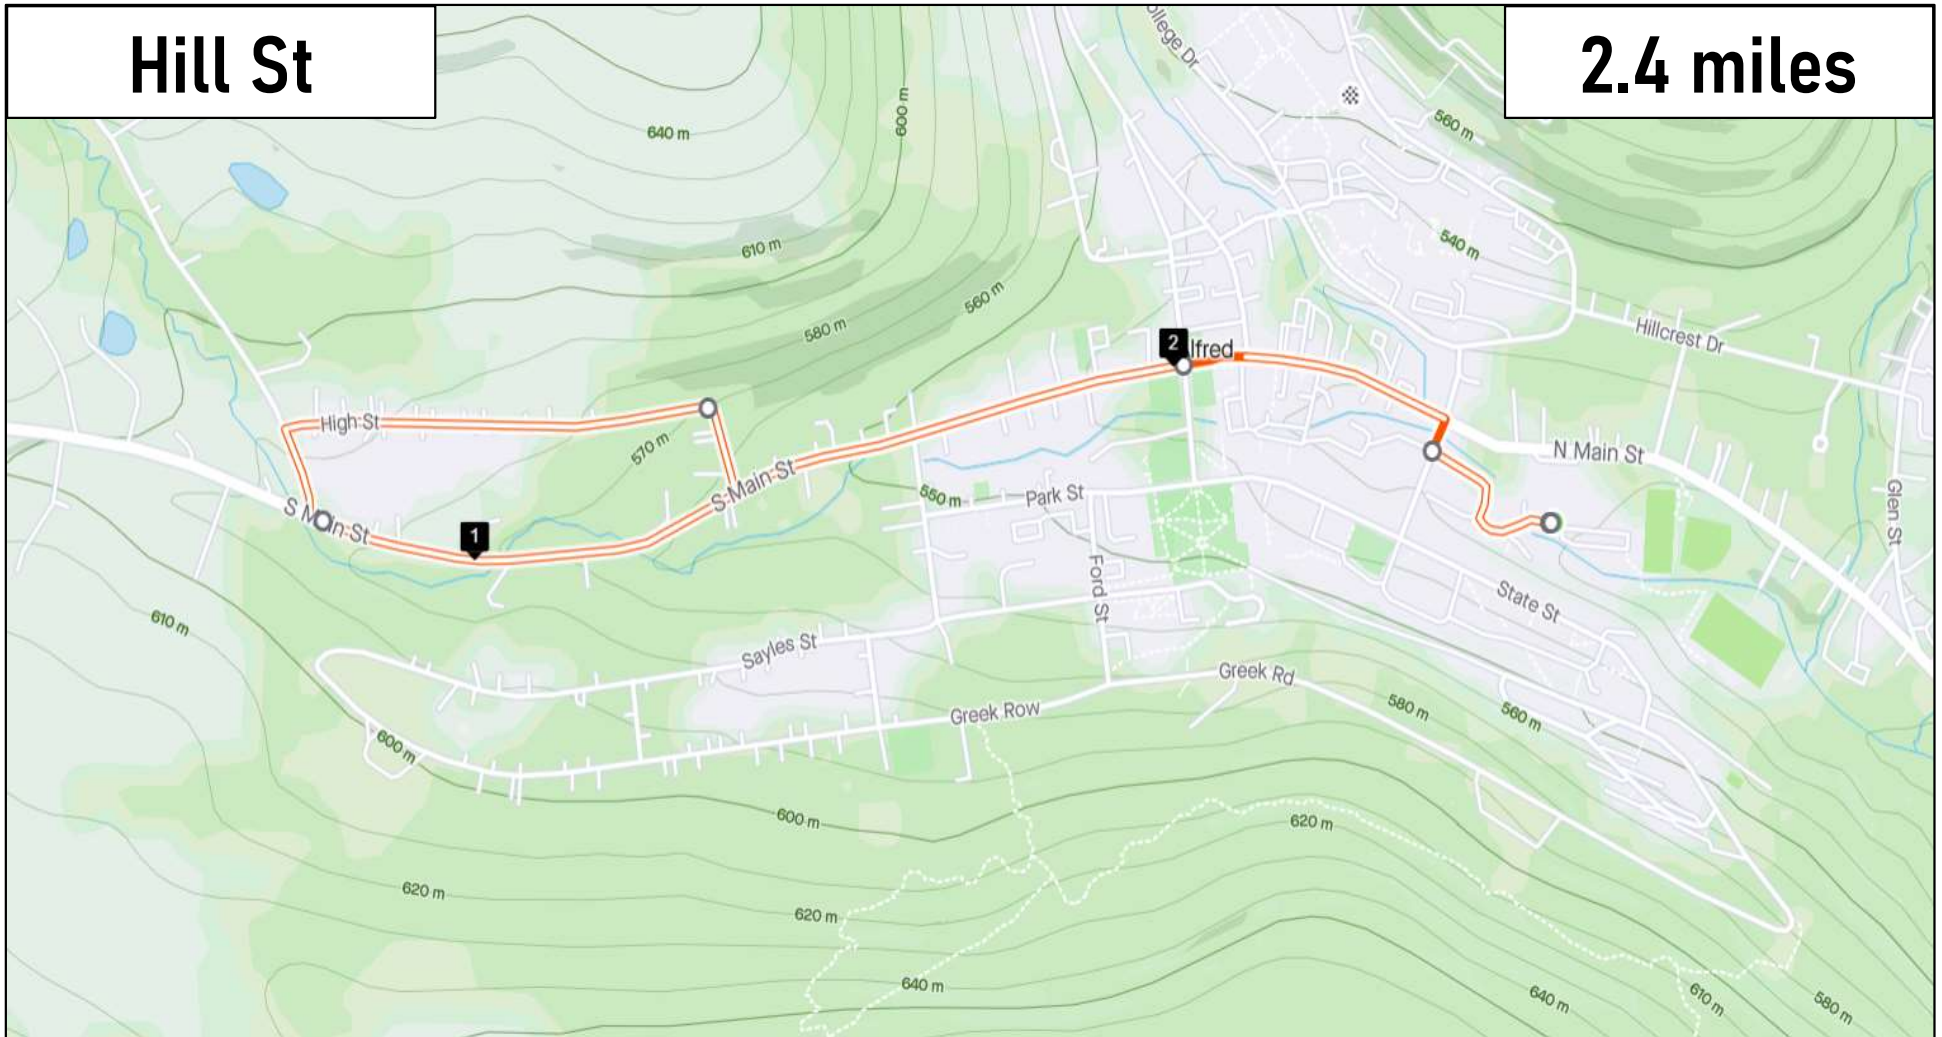 Hill St
2.4 miles
ollege Dr
600 m
640 m
560 m
610 m
540 m
560 m
580 m
Hillcrest Dr
2
lfred
High St
570 m
S Main St
N Main St
550 m
Park St
Glen St
S Main St
1
Ford St
State St
610 m
Sayles St
Greek Rd
Greek Row
580 m
560 m
600 m
600 m
620 m
620 m
620 m
640 m
640 m
610 m
580 m